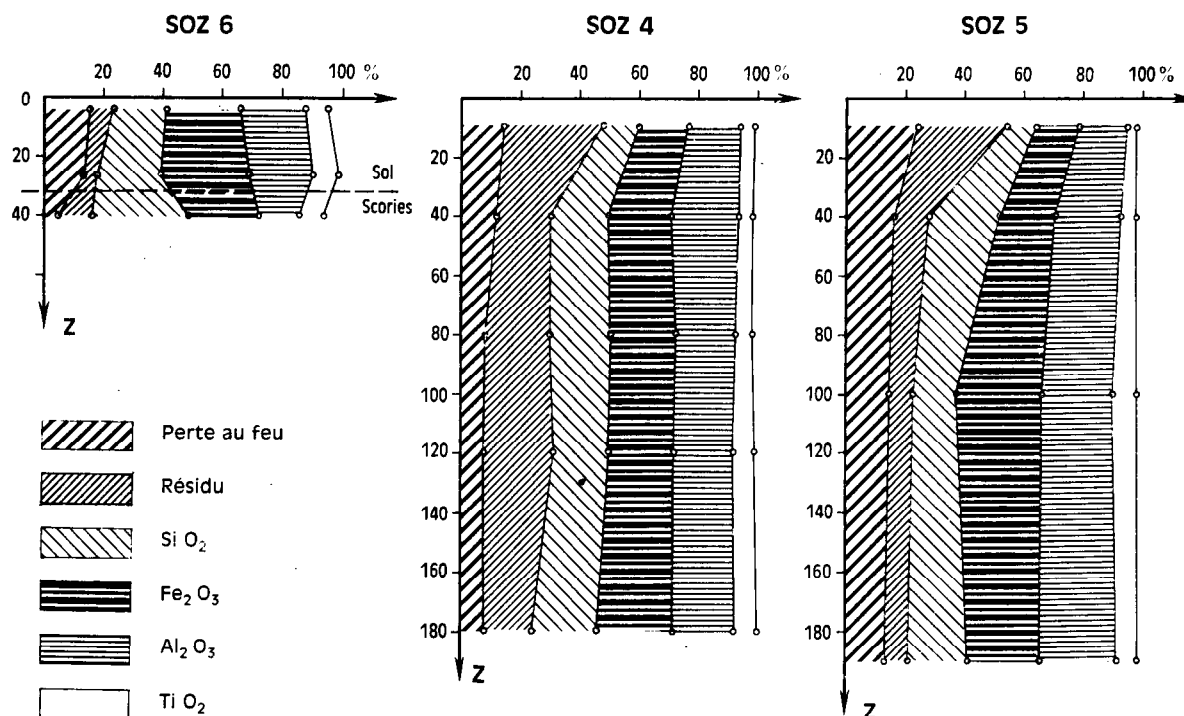 SOZ 6
20 40 60 80 100 %
0
20
40
Sol
Scories
Z
SOZ 4
20 40 60 80 100 %
20
40
60
80
100
120
140
160
180
Z
SOZ 5
20 40 60 80 100 %
20
40
60
80
100
120
140
160
180
Z
Perte au feu
Résidu
Si O₂
Fe₂ O₃
Al₂ O₃
Ti O₂